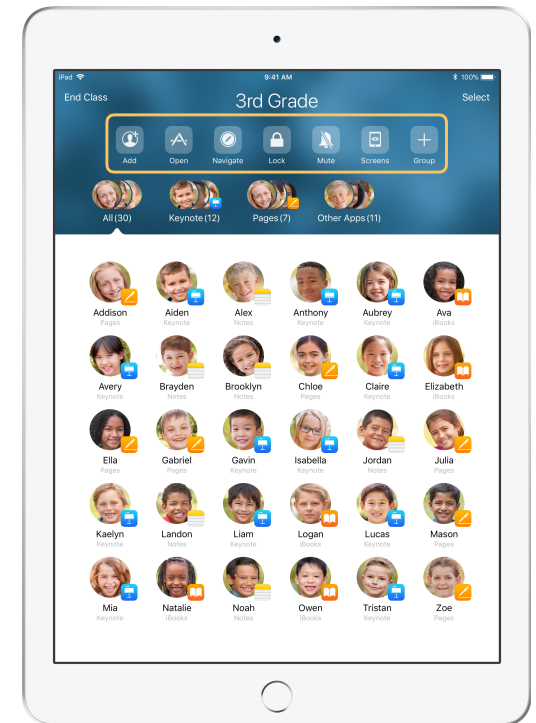 iPad 9:41 AM 100%
End Class 3rd Grade Select
Add Open Navigate Lock Mute Screens Group
All (30) Keynote (12) Pages (7) Other Apps (11)
Addison Aiden Alex Anthony Aubrey Ava
Pages Keynote Notes Keynote Keynote iBooks
Avery Brayden Brooklyn Chloe Claire Elizabeth
Keynote Notes Notes Pages Keynote iBooks
Ella Gabriel Gavin Isabella Jordan Julia
Pages Pages Keynote Keynote Notes Pages
Kaelyn Landon Liam Logan Lucas Mason
Keynote Notes Keynote iBooks Keynote Pages
Mia Natalie Noah Owen Tristan Zoe
Keynote iBooks Notes iBooks Keynote Pages